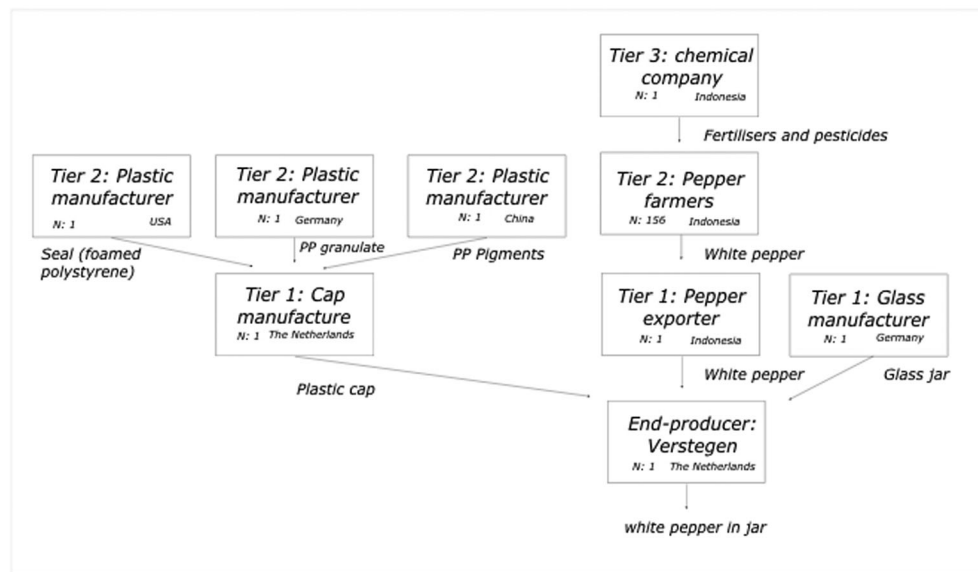 Tier 3: chemical
company
N: 1 Indonesia
Fertilisers and pesticides
Tier 2: Plastic
manufacturer
N: 1 USA
Tier 2: Plastic
manufacturer
N: 1 Germany
Tier 2: Plastic
manufacturer
N: 1 China
Tier 2: Pepper
farmers
N: 156 Indonesia
Seal (foamed
polystyrene)
PP granulate
PP Pigments
White pepper
Tier 1: Cap
manufacture
N: 1 The Netherlands
Tier 1: Pepper
exporter
N: 1 Indonesia
Tier 1: Glass
manufacturer
N: 1 Germany
Plastic cap
White pepper
Glass jar
End-producer:
Verstegen
N: 1 The Netherlands
white pepper in jar